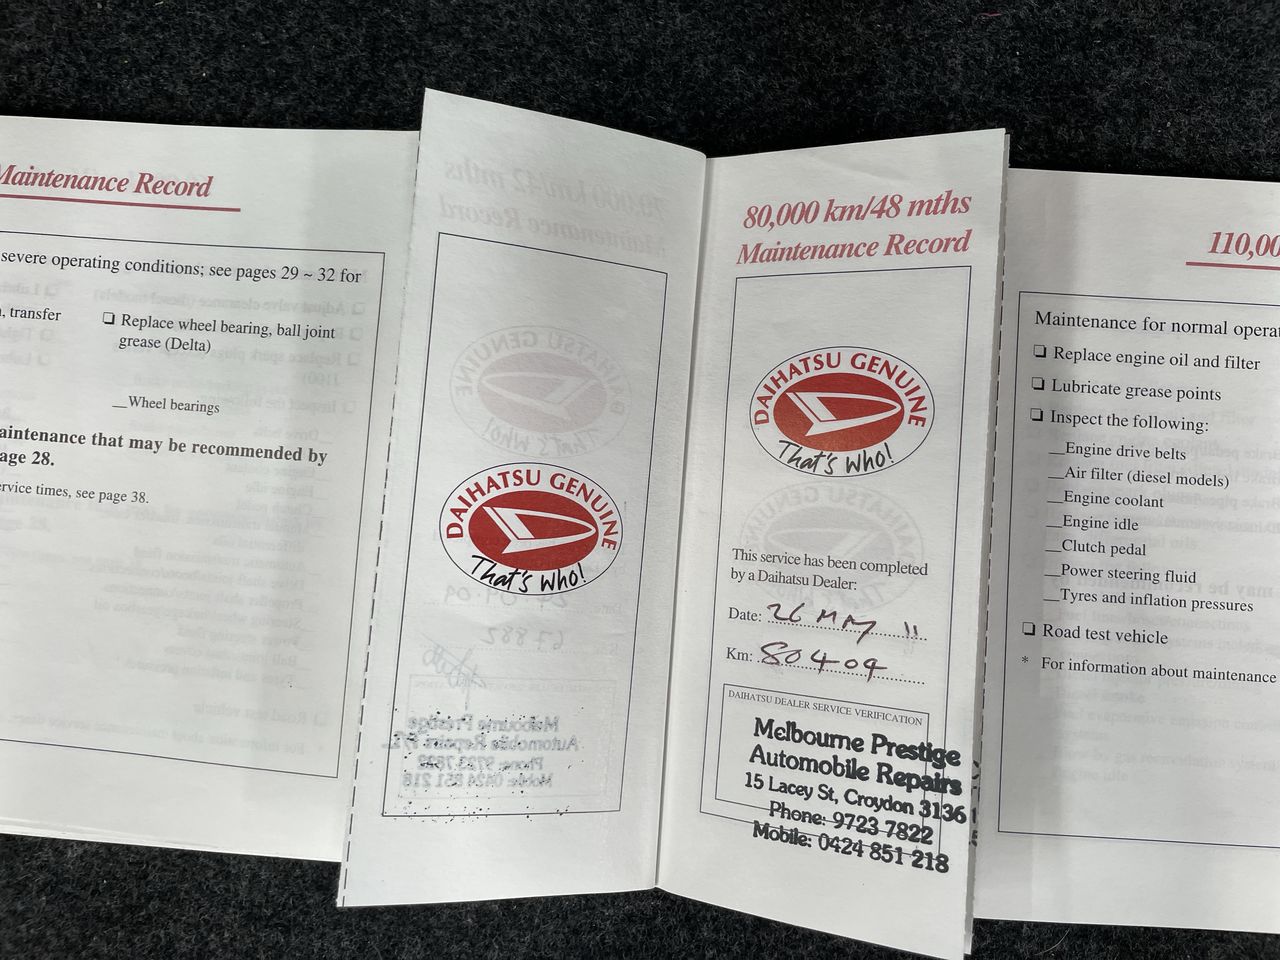 Maintenance Record
severe operating conditions; see pages 29 ~ 32 for
, transfer
❏ Replace wheel bearing, ball joint
grease (Delta)
__Wheel bearings
aintenance that may be recommended by
age 28.
ervice times, see page 38.
DAIHATSU GENUINE
That's who!
80,000 km/48 mths
Maintenance Record
DAIHATSU GENUINE
That's who!
This service has been completed
by a Daihatsu Dealer:
Date: 26 MAY 11
Km: 80404
DAIHATSU DEALER SERVICE VERIFICATION
Melbourne Prestige
Automobile Repairs
15 Lacey St, Croydon 3136
Phone: 9723 7822
Mobile: 0424 851 218
110,00
Maintenance for normal operat
❏ Replace engine oil and filter
❏ Lubricate grease points
❏ Inspect the following:
__Engine drive belts
__Air filter (diesel models)
__Engine coolant
__Engine idle
__Clutch pedal
__Power steering fluid
__Tyres and inflation pressures
❏ Road test vehicle
* For information about maintenance